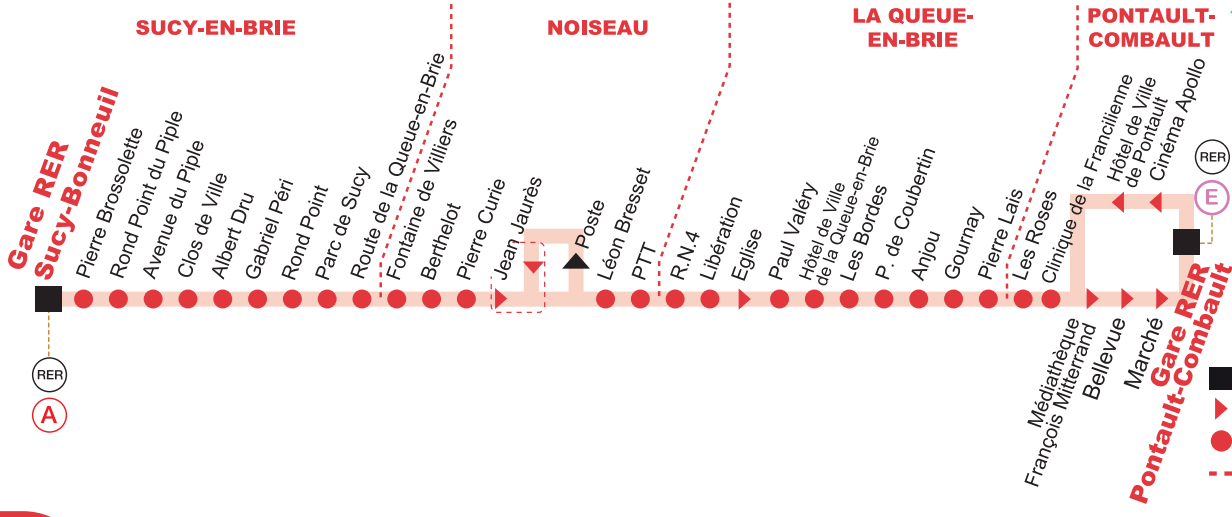 SUCY-EN-BRIE
NOISEAU
LA QUEUE-
EN-BRIE
PONTAULT-
COMBAULT
Gare RER
Sucy-Bonneuil
Pierre Brossolette
Rond Point du Piple
Avenue du Piple
Clos de Ville
Albert Dru
Gabriel Péri
Rond Point
Parc de Sucy
Route de la Queue-en-Brie
Fontaine de Villiers
Berthelot
Pierre Curie
Jean Jaurès
Poste
Léon Bresset
PTT
R.N.4
Libération
Eglise
Paul Valéry
Hôtel de Ville
de la Queue-en-Brie
Les Bordes
P. de Coubertin
Anjou
Gournay
Pierre Lais
Les Roses
Clinique de la Francilienne
Hôtel de Ville
de Pontault
Cinéma Apollo
RER
E
Médiathèque
François Mitterrand
Bellevue
Marché
Gare RER
Pontault-Combault
RER
A